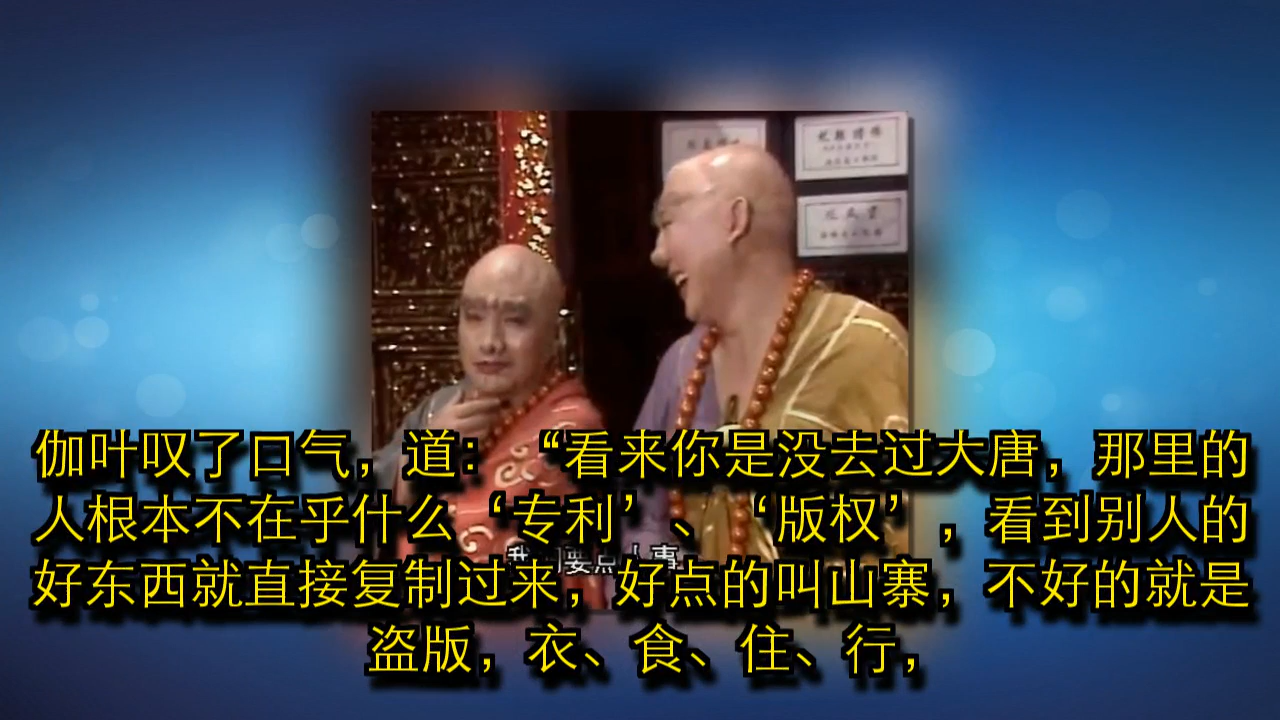 伽叶叹了口气，道：“看来你是没去过大唐，那里的
人根本不在乎什么‘专利’、‘版权’，看到别人的
好东西就直接复制过来，好点的叫山寨，不好的就是
盗版，衣、食、住、行，